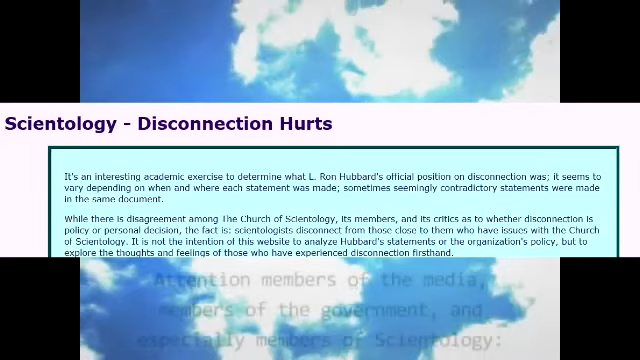 Scientology - Disconnection Hurts
It's an interesting academic exercise to determine what L. Ron Hubbard's official position on disconnection was; it seems to
vary depending on when and where each statement was made; sometimes seemingly contradictory statements were made
in the same document.
While there is disagreement among The Church of Scientology, its members, and its critics as to whether disconnection is
policy or personal decision, the fact is: scientologists disconnect from those close to them who have issues with the Church
of Scientology. It is not the intention of this website to analyze Hubbard's statements or the organization's policy, but to
explore the thoughts and feelings of those who have experienced disconnection firsthand.
Attention members of the media,
members of the government, and
especially members of Scientology: